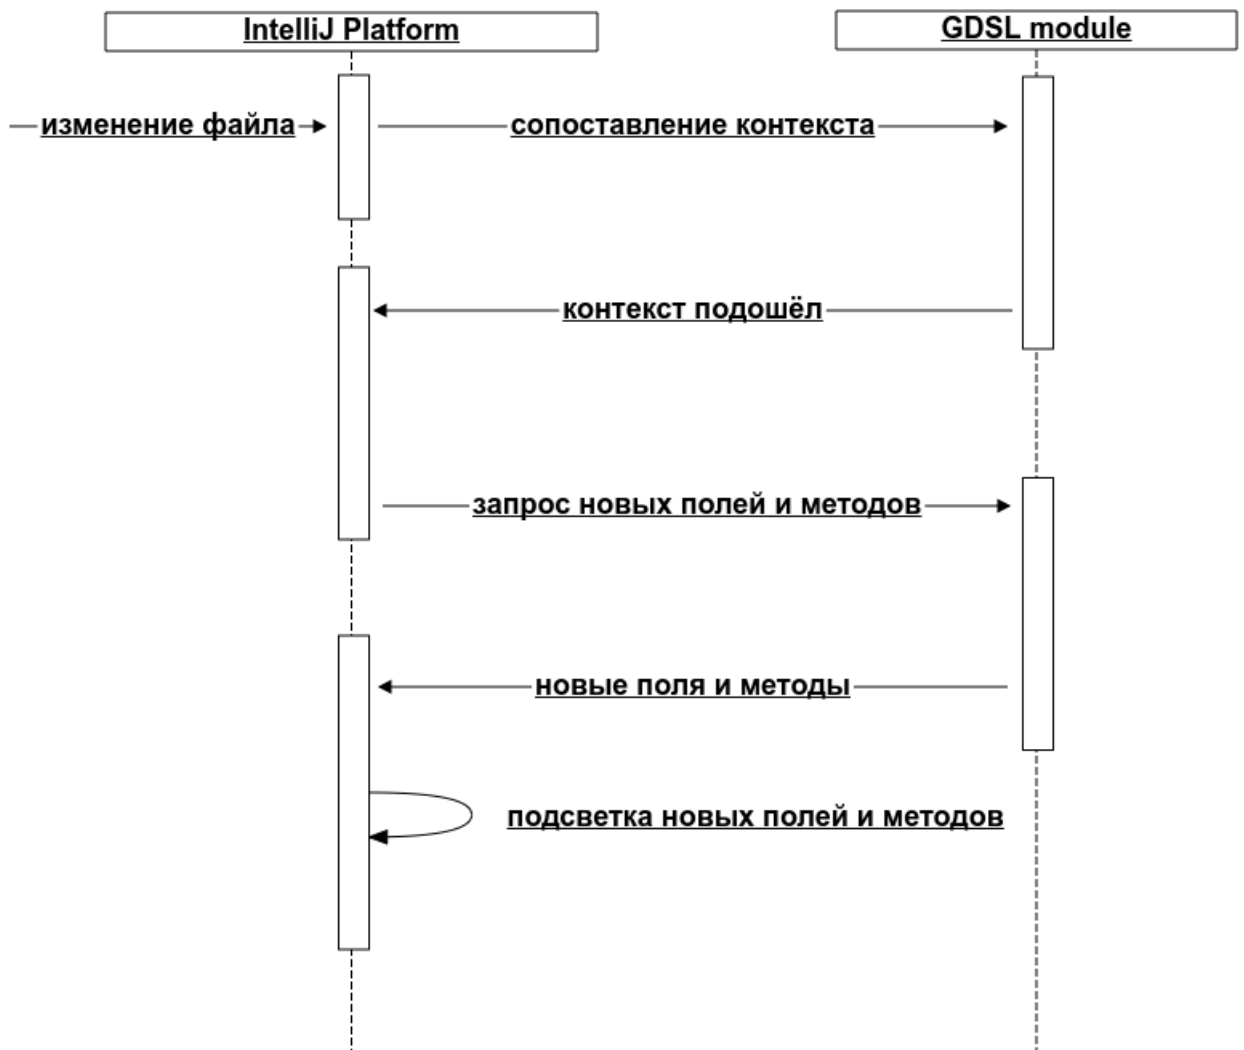 IntelliJ Platform
GDSL module
изменение файла
сопоставление контекста
контекст подошёл
запрос новых полей и методов
новые поля и методы
подсветка новых полей и методов